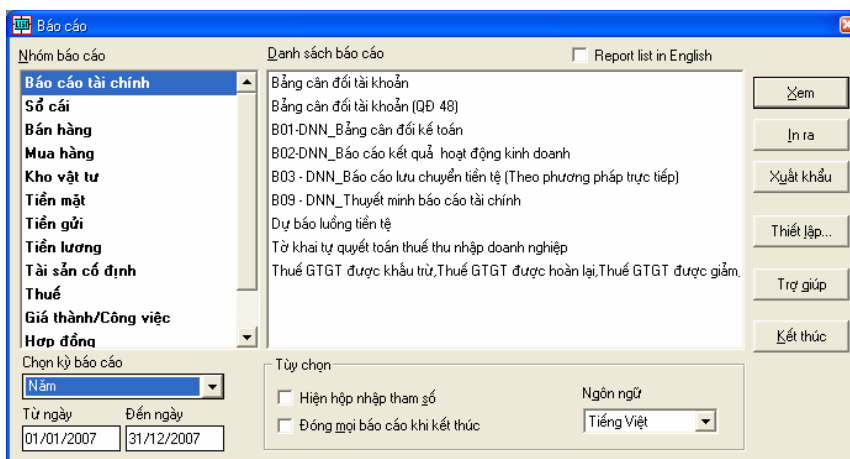 Báo cáo
Nhóm báo cáo
Báo cáo tài chính
Sổ cái
Bán hàng
Mua hàng
Kho vật tư
Tiền mặt
Tiền gửi
Tiền lương
Tài sản cố định
Thuế
Giá thành/Công việc
Hợp đồng
Chọn kỳ báo cáo
Năm
Từ ngày Đến ngày
01/01/2007 31/12/2007
Danh sách báo cáo Report list in English
Bảng cân đối tài khoản
Bảng cân đối tài khoản (QĐ 48)
B01-DNN_Bảng cân đối kế toán
B02-DNN_Báo cáo kết quả hoạt động kinh doanh
B03 - DNN_Báo cáo lưu chuyển tiền tệ (Theo phương pháp trực tiếp)
B09 - DNN_Thuyết minh báo cáo tài chính
Dự báo luồng tiền tệ
Tờ khai tự quyết toán thuế thu nhập doanh nghiệp
Thuế GTGT được khấu trừ,Thuế GTGT được hoàn lại,Thuế GTGT được giảm,
Tùy chọn
Hiện hộp nhập tham số
Đóng mọi báo cáo khi kết thúc
Ngôn ngữ
Tiếng Việt
Xem
In ra
Xuất khẩu
Thiết lập...
Trợ giúp
Kết thúc